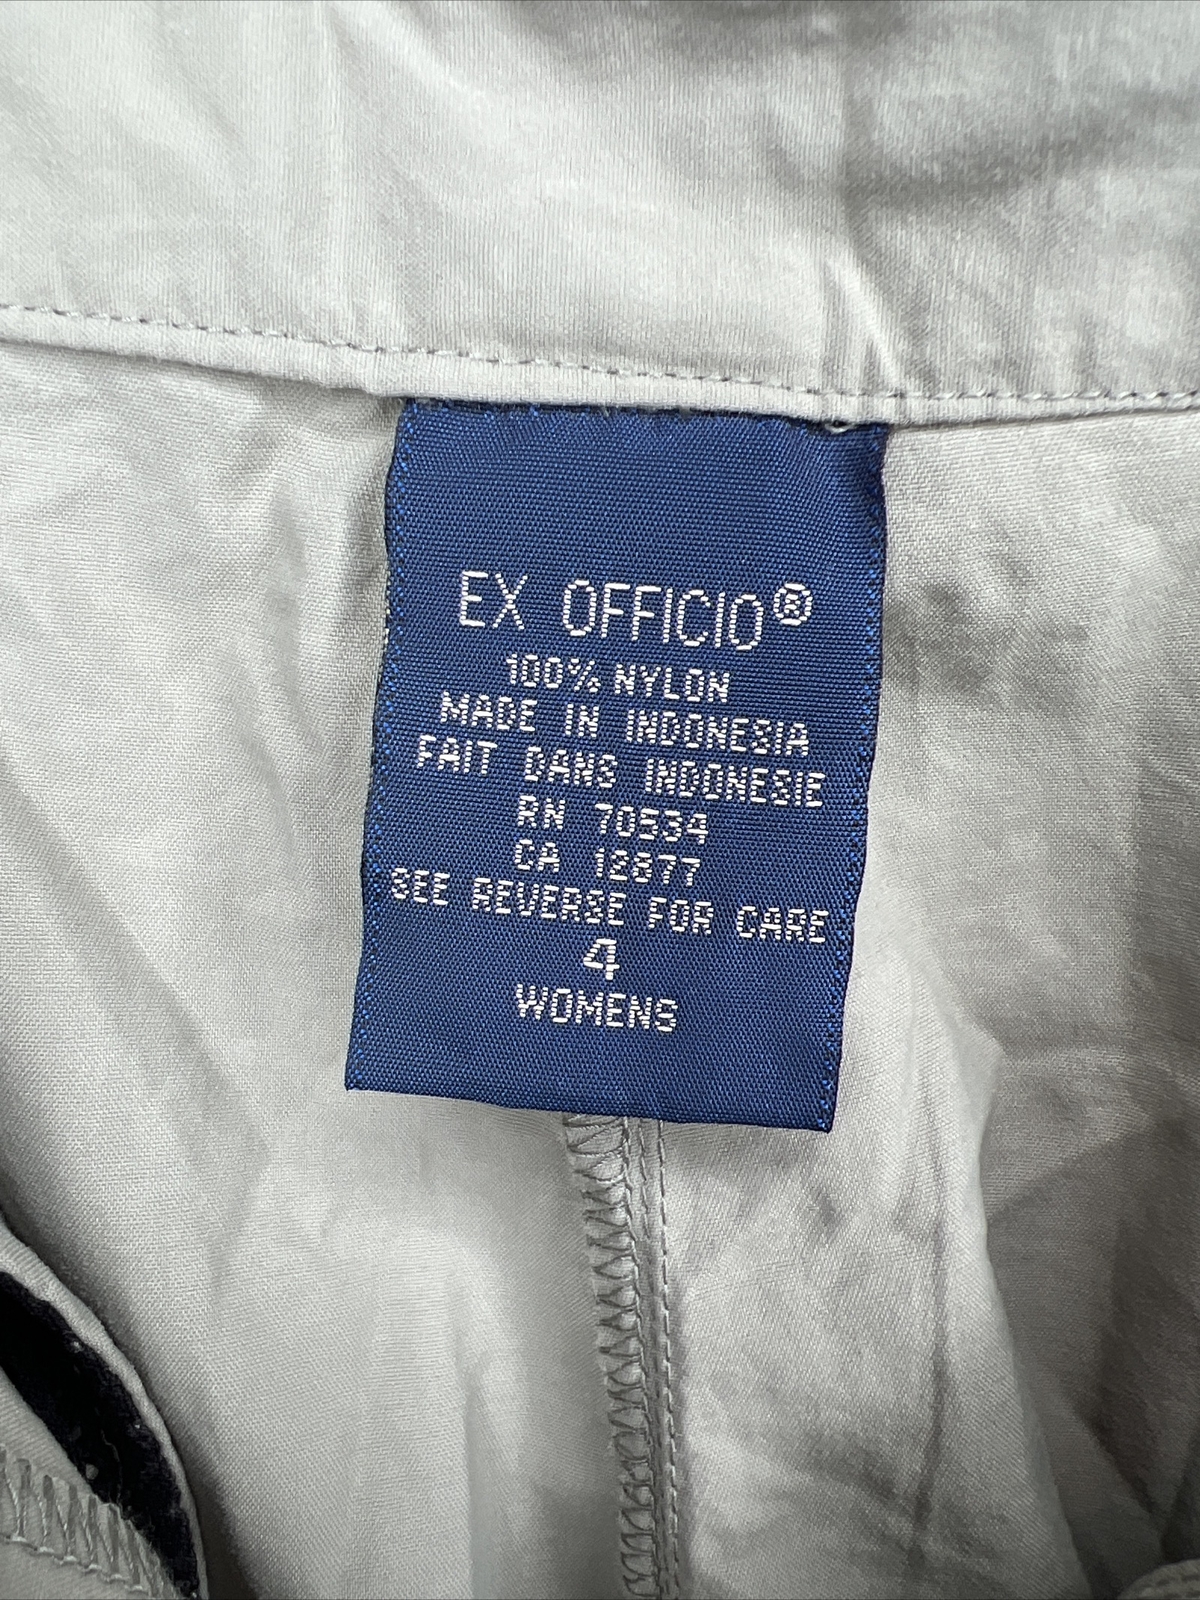 EX OFFICIO®
100% NYLON
MADE IN INDONESIA
FAIT DANS INDONESIE
RN 70534
CA 12877
SEE REVERSE FOR CARE
4
WOMENS